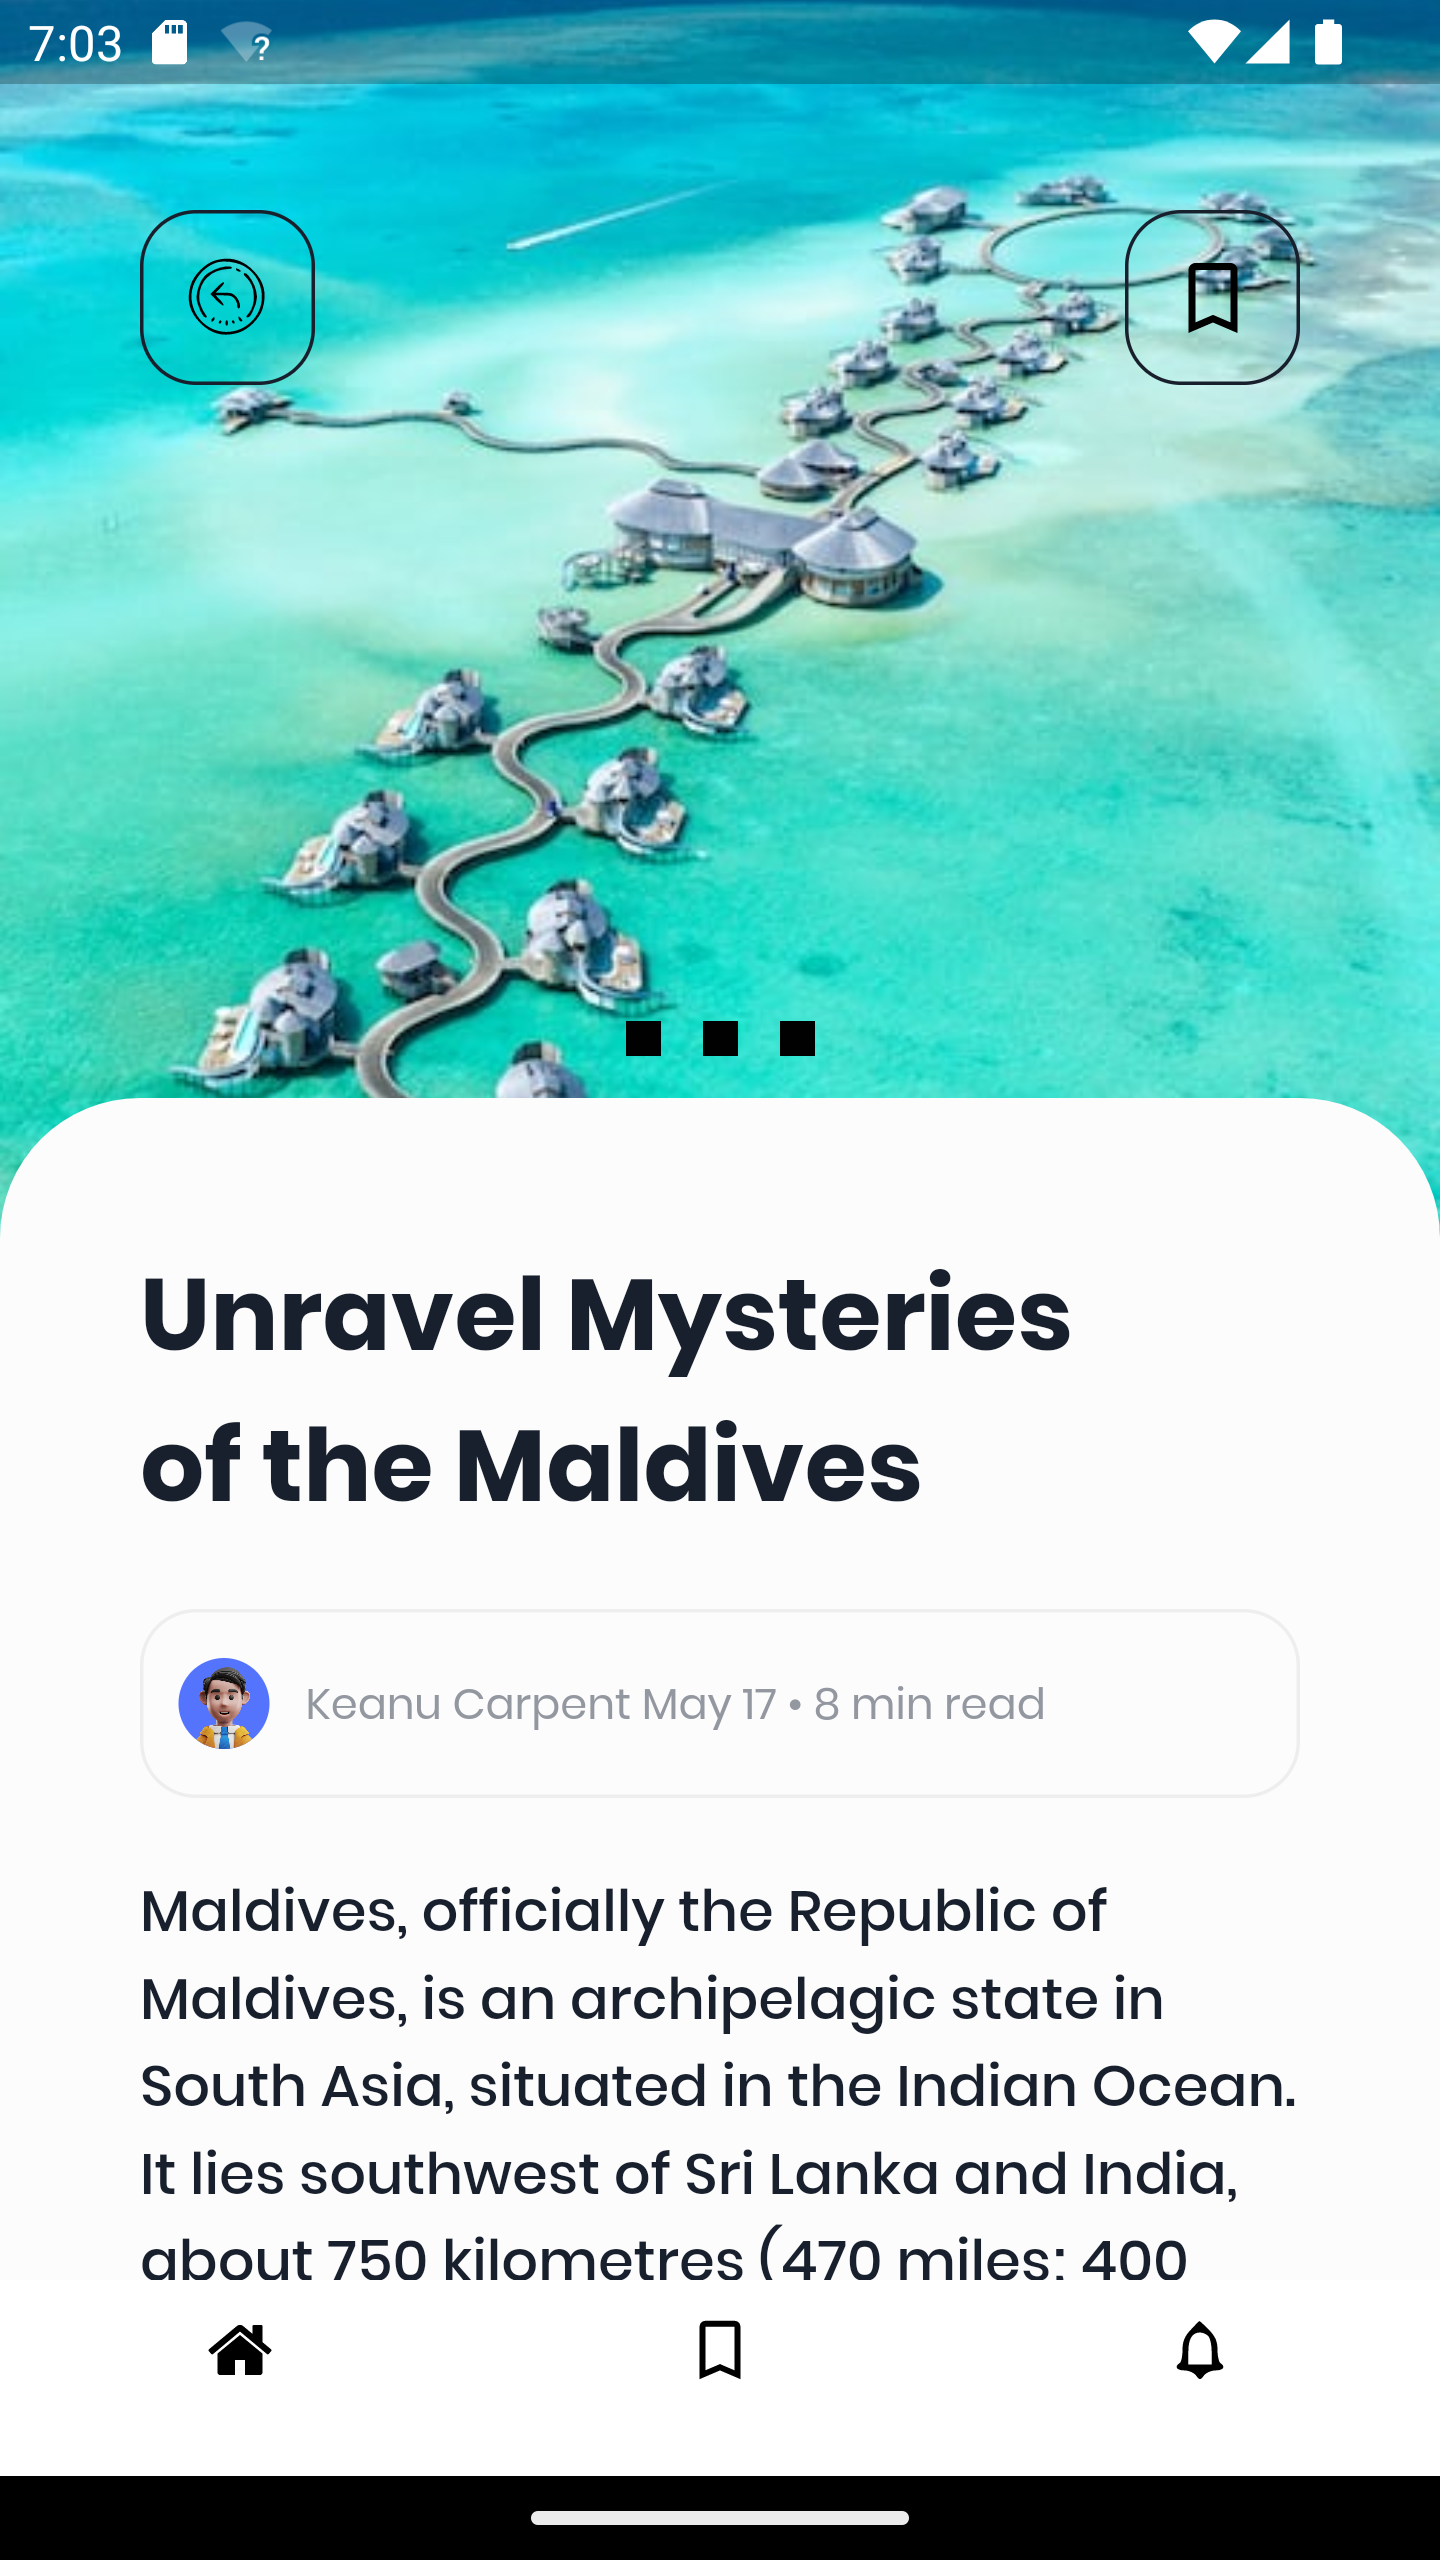 7:03
Unravel Mysteries
of the Maldives
Keanu Carpent May 17 • 8 min read
Maldives, officially the Republic of
Maldives, is an archipelagic state in
South Asia, situated in the Indian Ocean.
It lies southwest of Sri Lanka and India,
about 750 kilometres (470 miles; 400